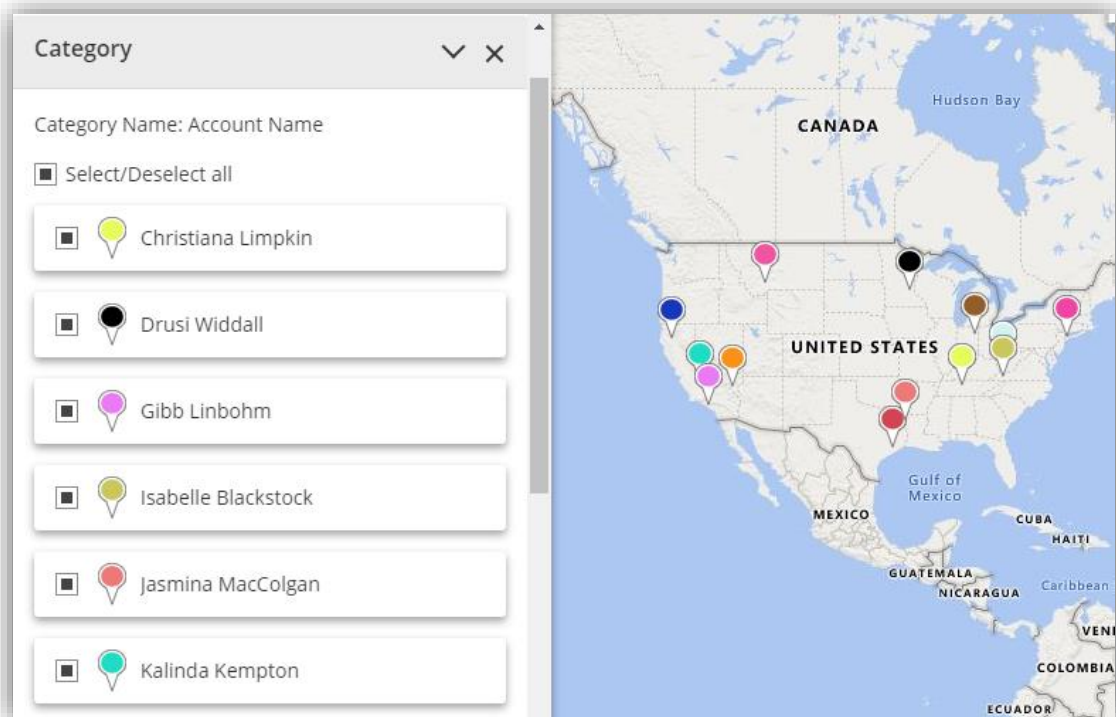 Category
Category Name: Account Name
Select/Deselect all
Christiana Limpkin
Drusi Widdall
Gibb Linbohm
Isabelle Blackstock
Jasmina MacColgan
Kalinda Kempton
Hudson Bay
CANADA
UNITED STATES
Gulf of
Mexico
MEXICO
CUBA
HAITI
GUATEMALA
NICARAGUA
Caribbean
VENE
COLOMBIA
ECUADOR